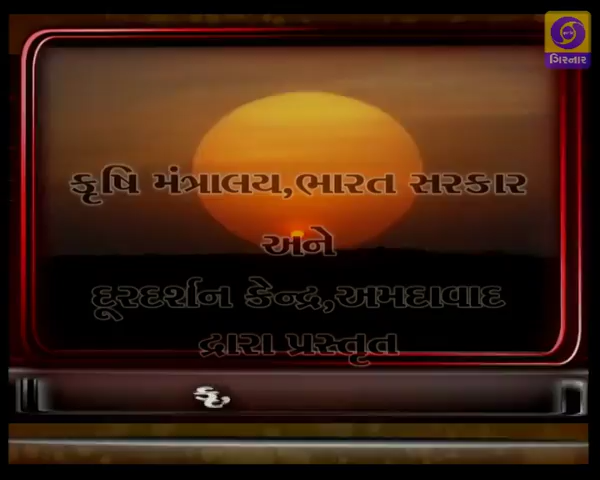 ગિરનાર
કૃષિ મંત્રાલય,ભારત સરકાર
અને
દૂરદર્શન કેન્દ્ર,અમદાવાદ
દ્વારા પ્રસ્તૃત
કૃ